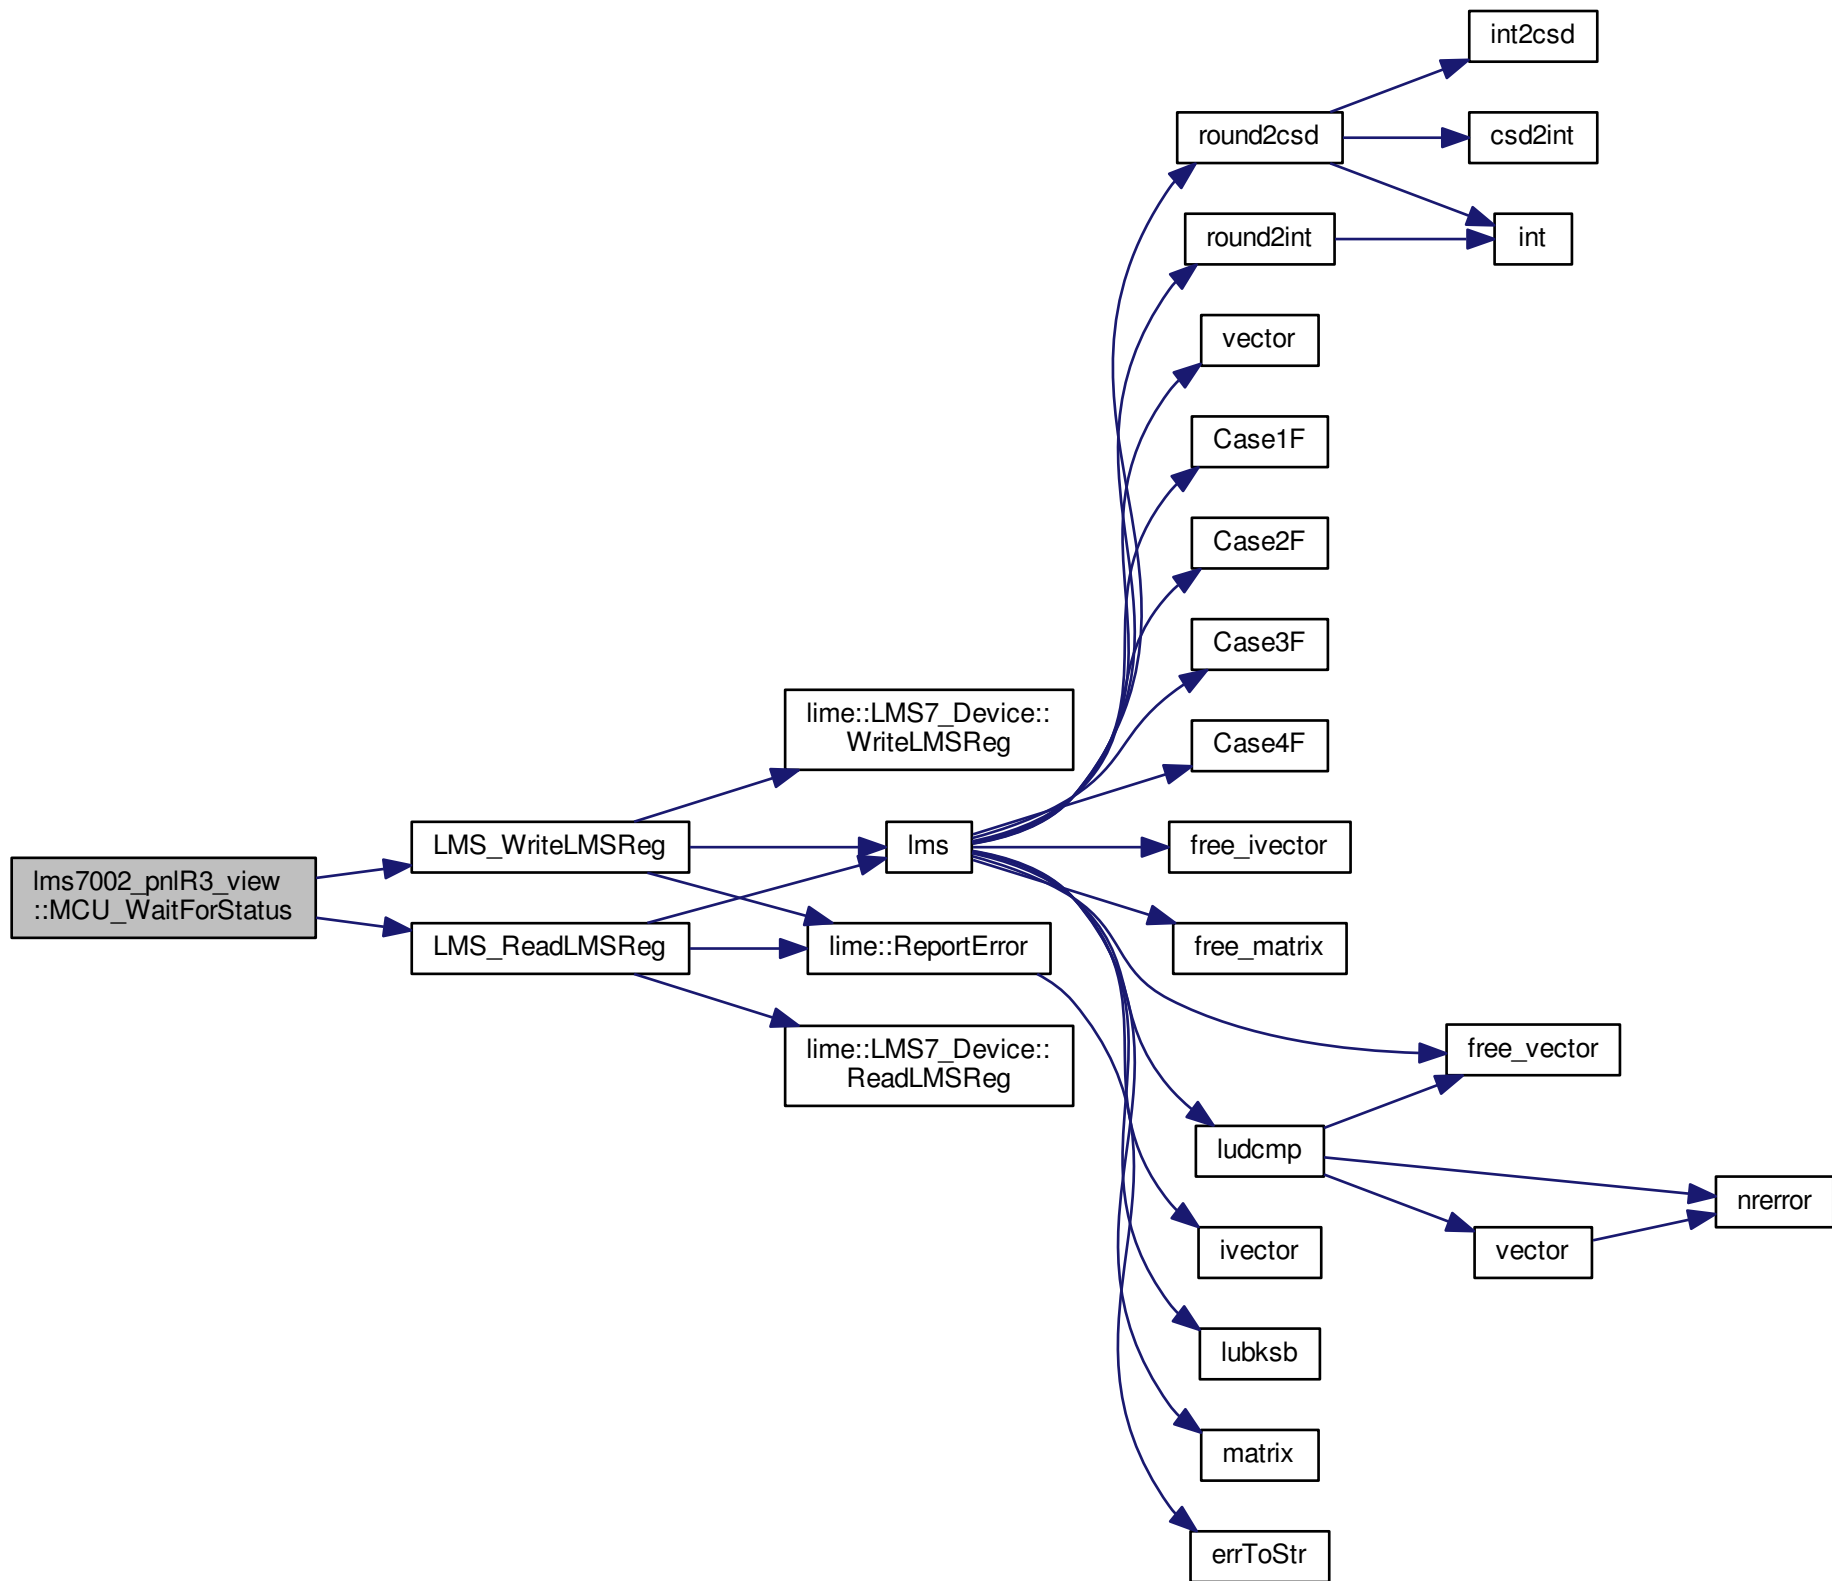 int2csd
round2csd
csd2int
round2int
int
vector
Case1F
Case2F
Case3F
Case4F
lime::LMS7_Device::
WriteLMSReg
LMS_WriteLMSReg
lms
free_ivector
lms7002_pnlR3_view
::MCU_WaitForStatus
LMS_ReadLMSReg
lime::ReportError
free_matrix
lime::LMS7_Device::
ReadLMSReg
free_vector
ludcmp
nrerror
ivector
vector
lubksb
matrix
errToStr